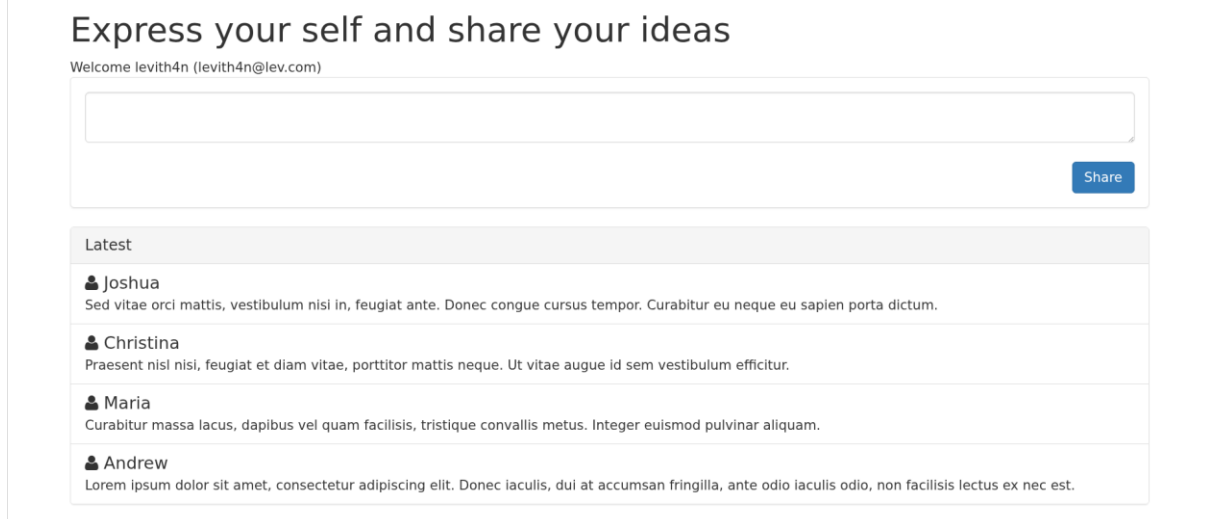 Express your self and share your ideas
Welcome levith4n (levith4n@lev.com)
Share
Latest
Joshua
Sed vitae orci mattis, vestibulum nisi in, feugiat ante. Donec congue cursus tempor. Curabitur eu neque eu sapien porta dictum.
Christina
Praesent nisl nisi, feugiat et diam vitae, porttitor mattis neque. Ut vitae augue id sem vestibulum efficitur.
Maria
Curabitur massa lacus, dapibus vel quam facilisis, tristique convallis metus. Integer euismod pulvinar aliquam.
Andrew
Lorem ipsum dolor sit amet, consectetur adipiscing elit. Donec iaculis, dui at accumsan fringilla, ante odio iaculis odio, non facilisis lectus ex nec est.